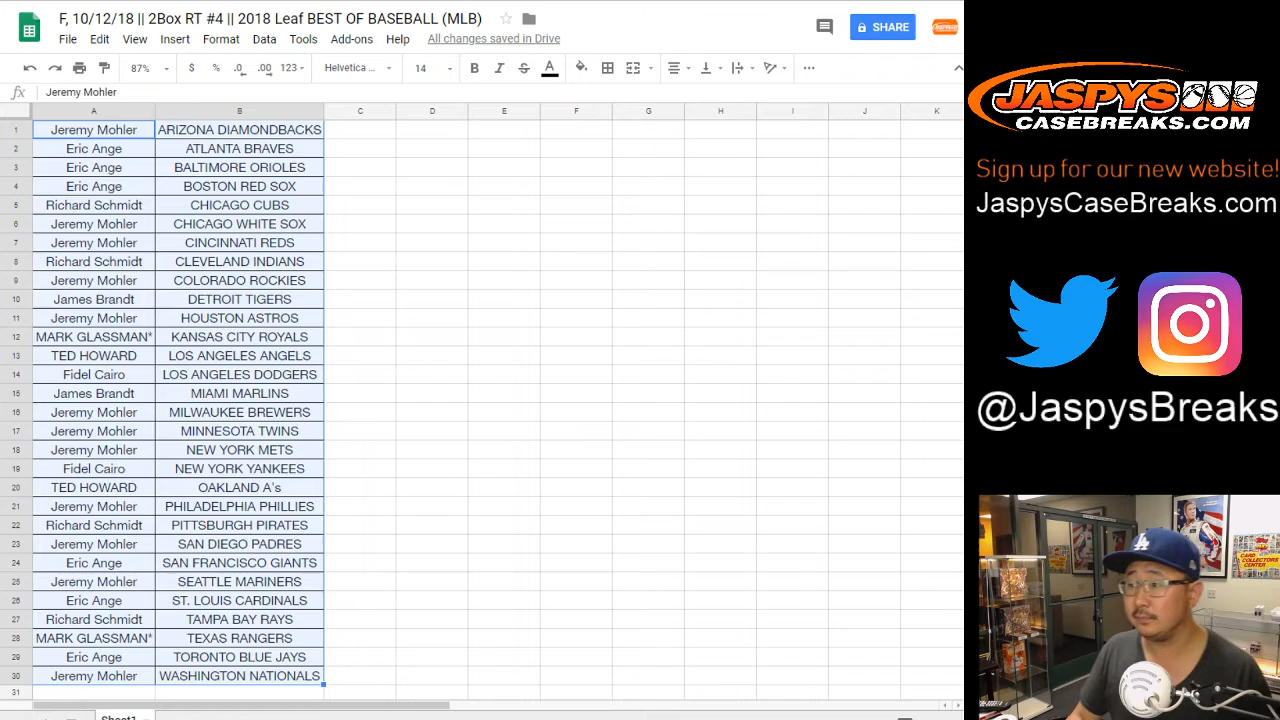 F, 10/12/18 || 2Box RT #4 || 2018 Leaf BEST OF BASEBALL (MLB)
File Edit View Insert Format Data Tools Add-ons Help All changes saved in Drive
SHARE
87% $ % .0 .00 123 Helvetica ... 14 B I S A
fx Jeremy Mohler
A B C D E F G H I J K
1 Jeremy Mohler ARIZONA DIAMONDBACKS
2 Eric Ange ATLANTA BRAVES
3 Eric Ange BALTIMORE ORIOLES
4 Eric Ange BOSTON RED SOX
5 Richard Schmidt CHICAGO CUBS
6 Jeremy Mohler CHICAGO WHITE SOX
7 Jeremy Mohler CINCINNATI REDS
8 Richard Schmidt CLEVELAND INDIANS
9 Jeremy Mohler COLORADO ROCKIES
10 James Brandt DETROIT TIGERS
11 Jeremy Mohler HOUSTON ASTROS
12 MARK GLASSMAN* KANSAS CITY ROYALS
13 TED HOWARD LOS ANGELES ANGELS
14 Fidel Cairo LOS ANGELES DODGERS
15 James Brandt MIAMI MARLINS
16 Jeremy Mohler MILWAUKEE BREWERS
17 Jeremy Mohler MINNESOTA TWINS
18 Jeremy Mohler NEW YORK METS
19 Fidel Cairo NEW YORK YANKEES
20 TED HOWARD OAKLAND A's
21 Jeremy Mohler PHILADELPHIA PHILLIES
22 Richard Schmidt PITTSBURGH PIRATES
23 Jeremy Mohler SAN DIEGO PADRES
24 Eric Ange SAN FRANCISCO GIANTS
25 Jeremy Mohler SEATTLE MARINERS
26 Eric Ange ST. LOUIS CARDINALS
27 Richard Schmidt TAMPA BAY RAYS
28 MARK GLASSMAN* TEXAS RANGERS
29 Eric Ange TORONTO BLUE JAYS
30 Jeremy Mohler WASHINGTON NATIONALS
31
Sheet1
JASPYS
CASEBREAKS.COM
Sign up for our new website!
JaspysCaseBreaks.com
@JaspysBreaks